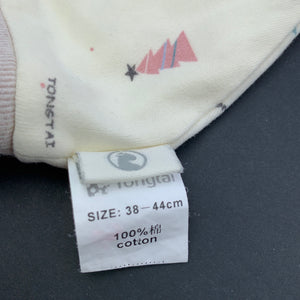 TONGTAI
Tongtai
SIZE: 38-44cm
100%棉
cotton